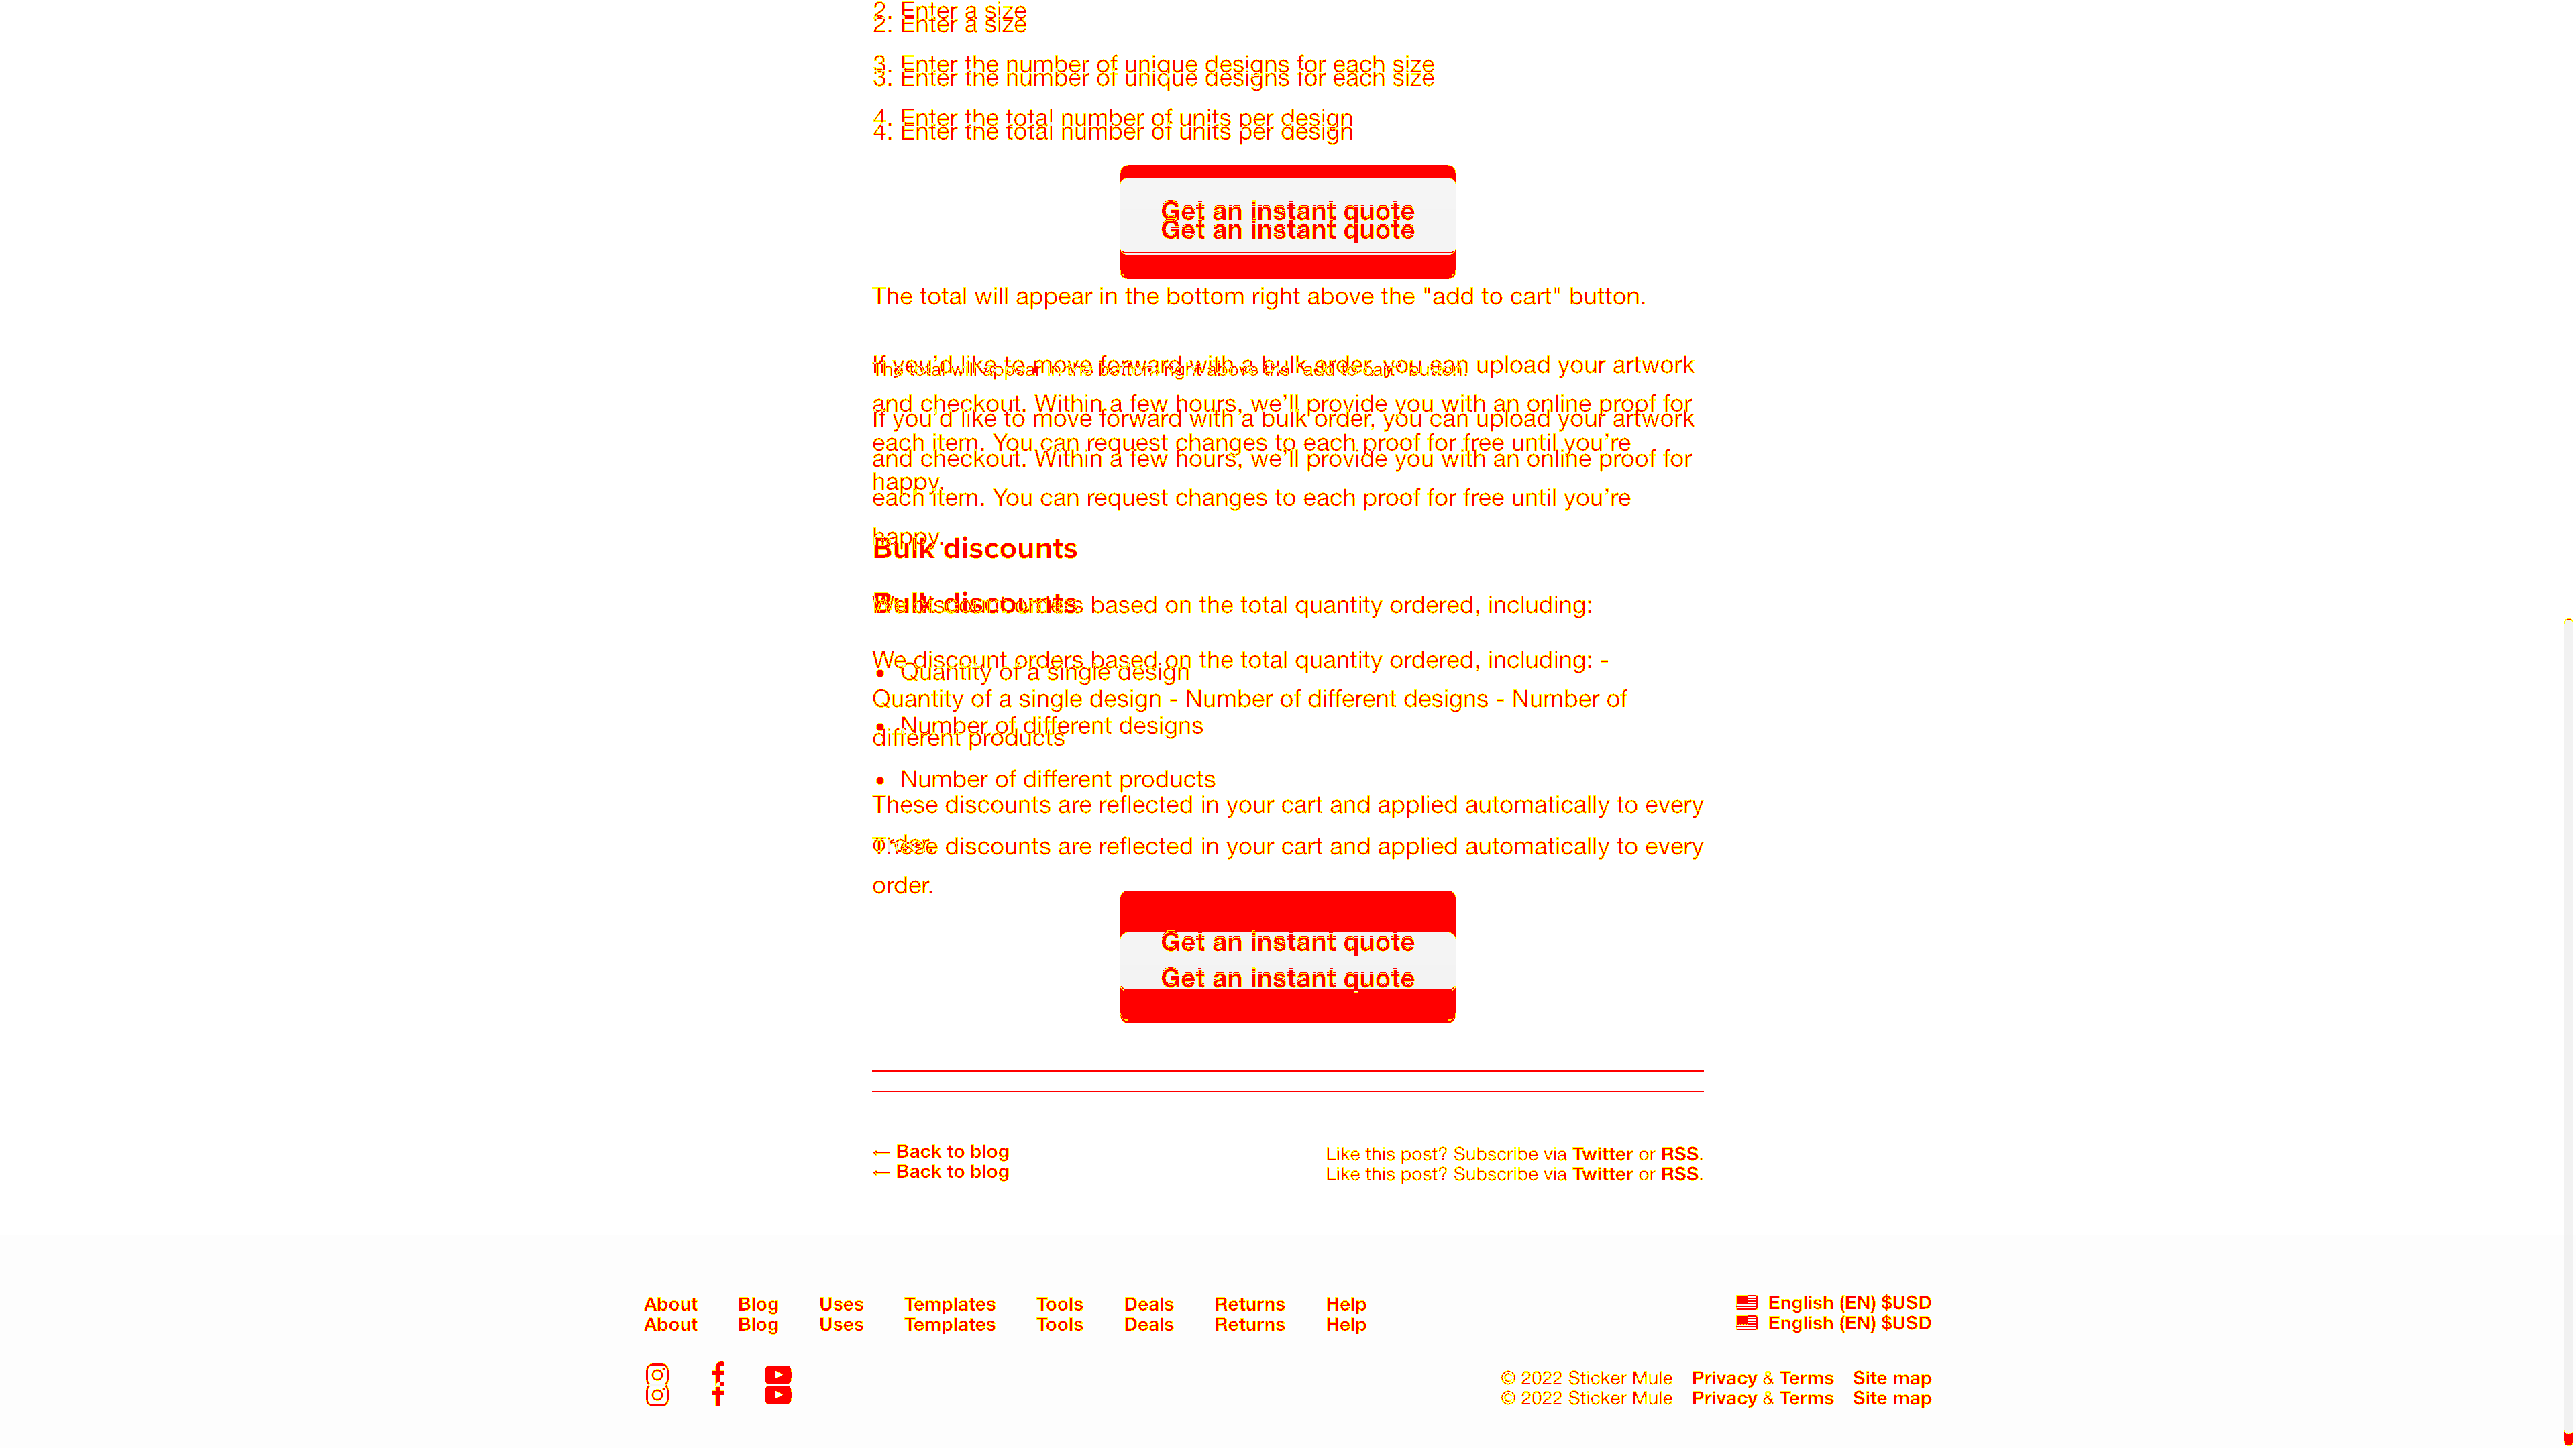 2. Enter a size
2. Enter a size
3. Enter the number of unique designs for each size
3. Enter the number of unique designs for each size
4. Enter the total number of units per design
4. Enter the total number of units per design
Get an instant quote
Get an instant quote
The total will appear in the bottom right above the "add to cart" button.
If you’d like to move forward with a bulk order, you can upload your artwork
The total will appear in the bottom right above the "add to cart" button.
and checkout. Within a few hours, we’ll provide you with an online proof for
If you’d like to move forward with a bulk order, you can upload your artwork
each item. You can request changes to each proof for free until you’re
and checkout. Within a few hours, we’ll provide you with an online proof for
happy.
each item. You can request changes to each proof for free until you’re
happy.
Bulk discounts
Bulk discounts
We discount orders based on the total quantity ordered, including:
We discount orders based on the total quantity ordered, including: -
• Quantity of a single design
Quantity of a single design - Number of different designs - Number of
• Number of different designs
different products
• Number of different products
These discounts are reflected in your cart and applied automatically to every
order.
These discounts are reflected in your cart and applied automatically to every
order.
Get an instant quote
Get an instant quote
← Back to blog Like this post? Subscribe via Twitter or RSS.
← Back to blog Like this post? Subscribe via Twitter or RSS.
About Blog Uses Templates Tools Deals Returns Help English (EN) $USD
About Blog Uses Templates Tools Deals Returns Help English (EN) $USD
© 2022 Sticker Mule Privacy & Terms Site map
© 2022 Sticker Mule Privacy & Terms Site map